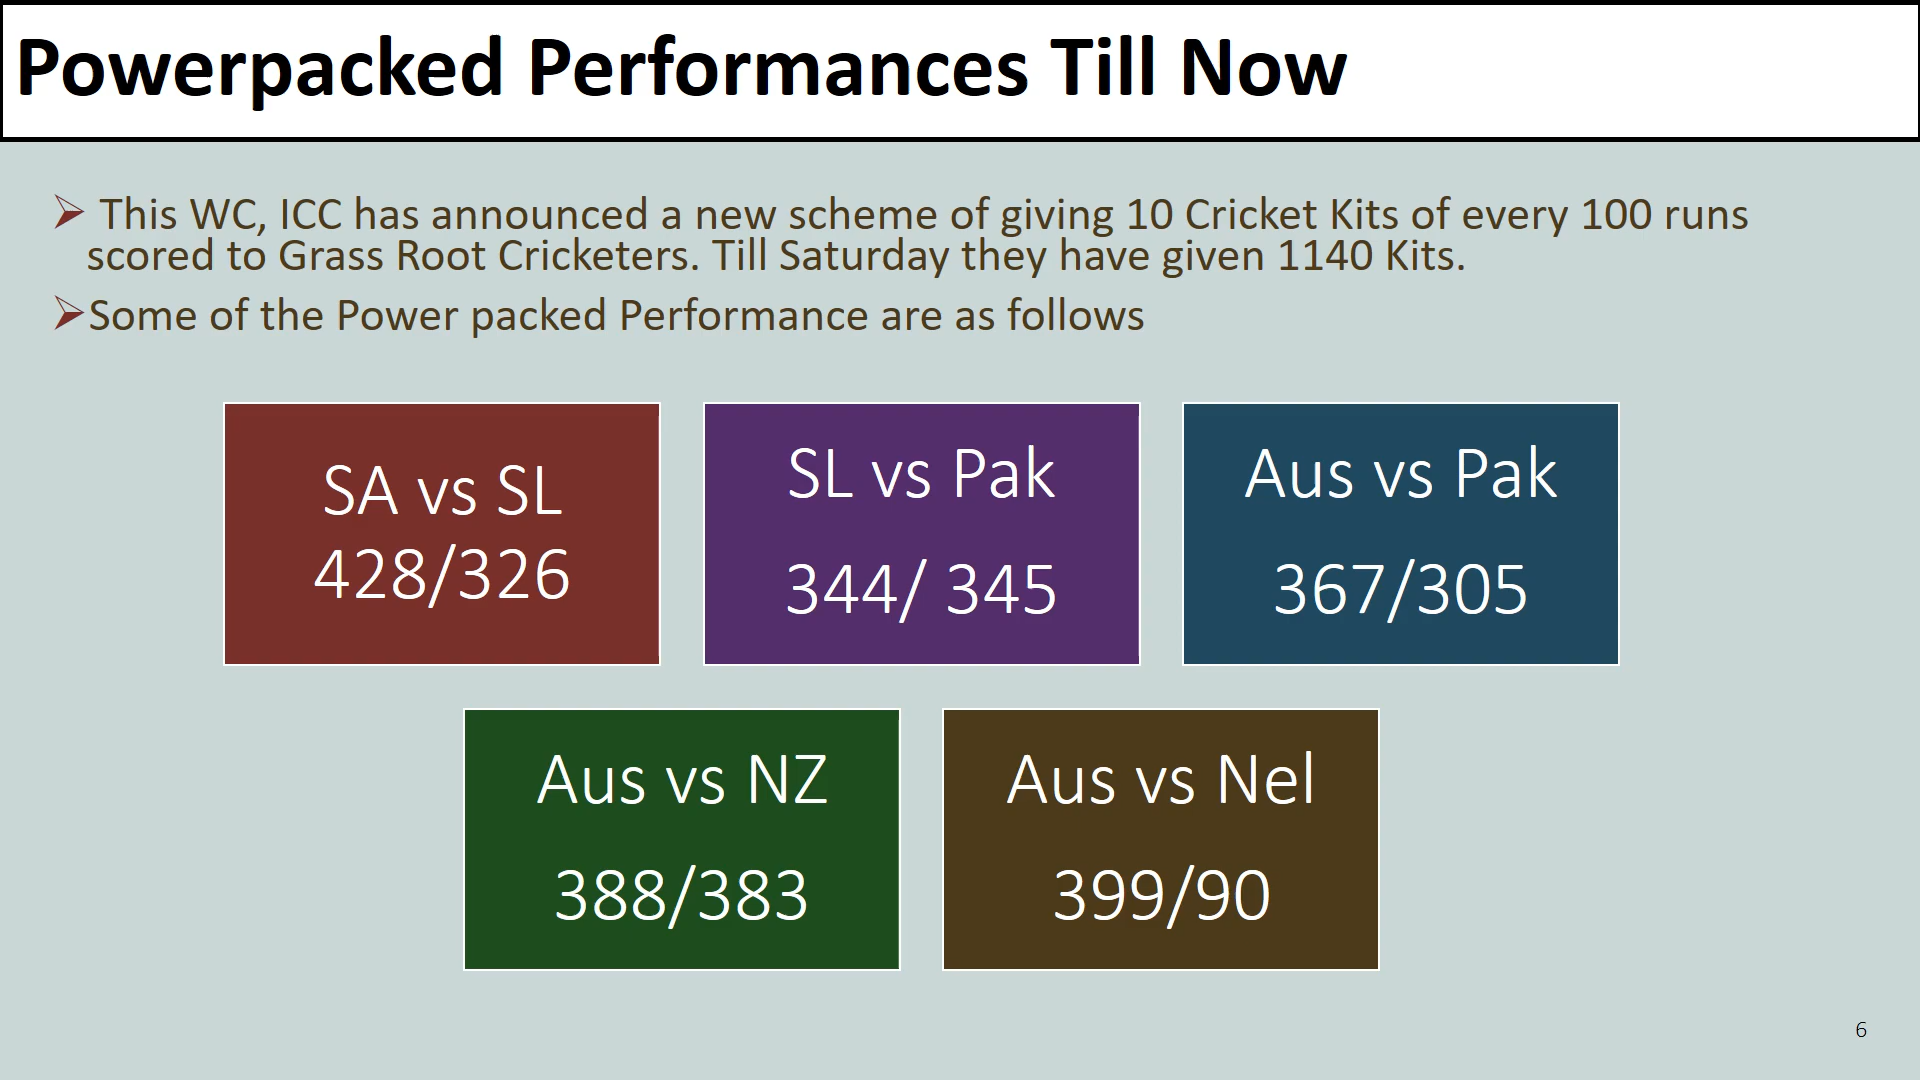 Powerpacked Performances Till Now
This WC, ICC has announced a new scheme of giving 10 Cricket Kits of every 100 runs
scored to Grass Root Cricketers. Till Saturday they have given 1140 Kits.
Some of the Power packed Performance are as follows
SA vs SL
428/326
SL vs Pak
344/ 345
Aus vs Pak
367/305
Aus vs NZ
388/383
Aus vs Nel
399/90
6